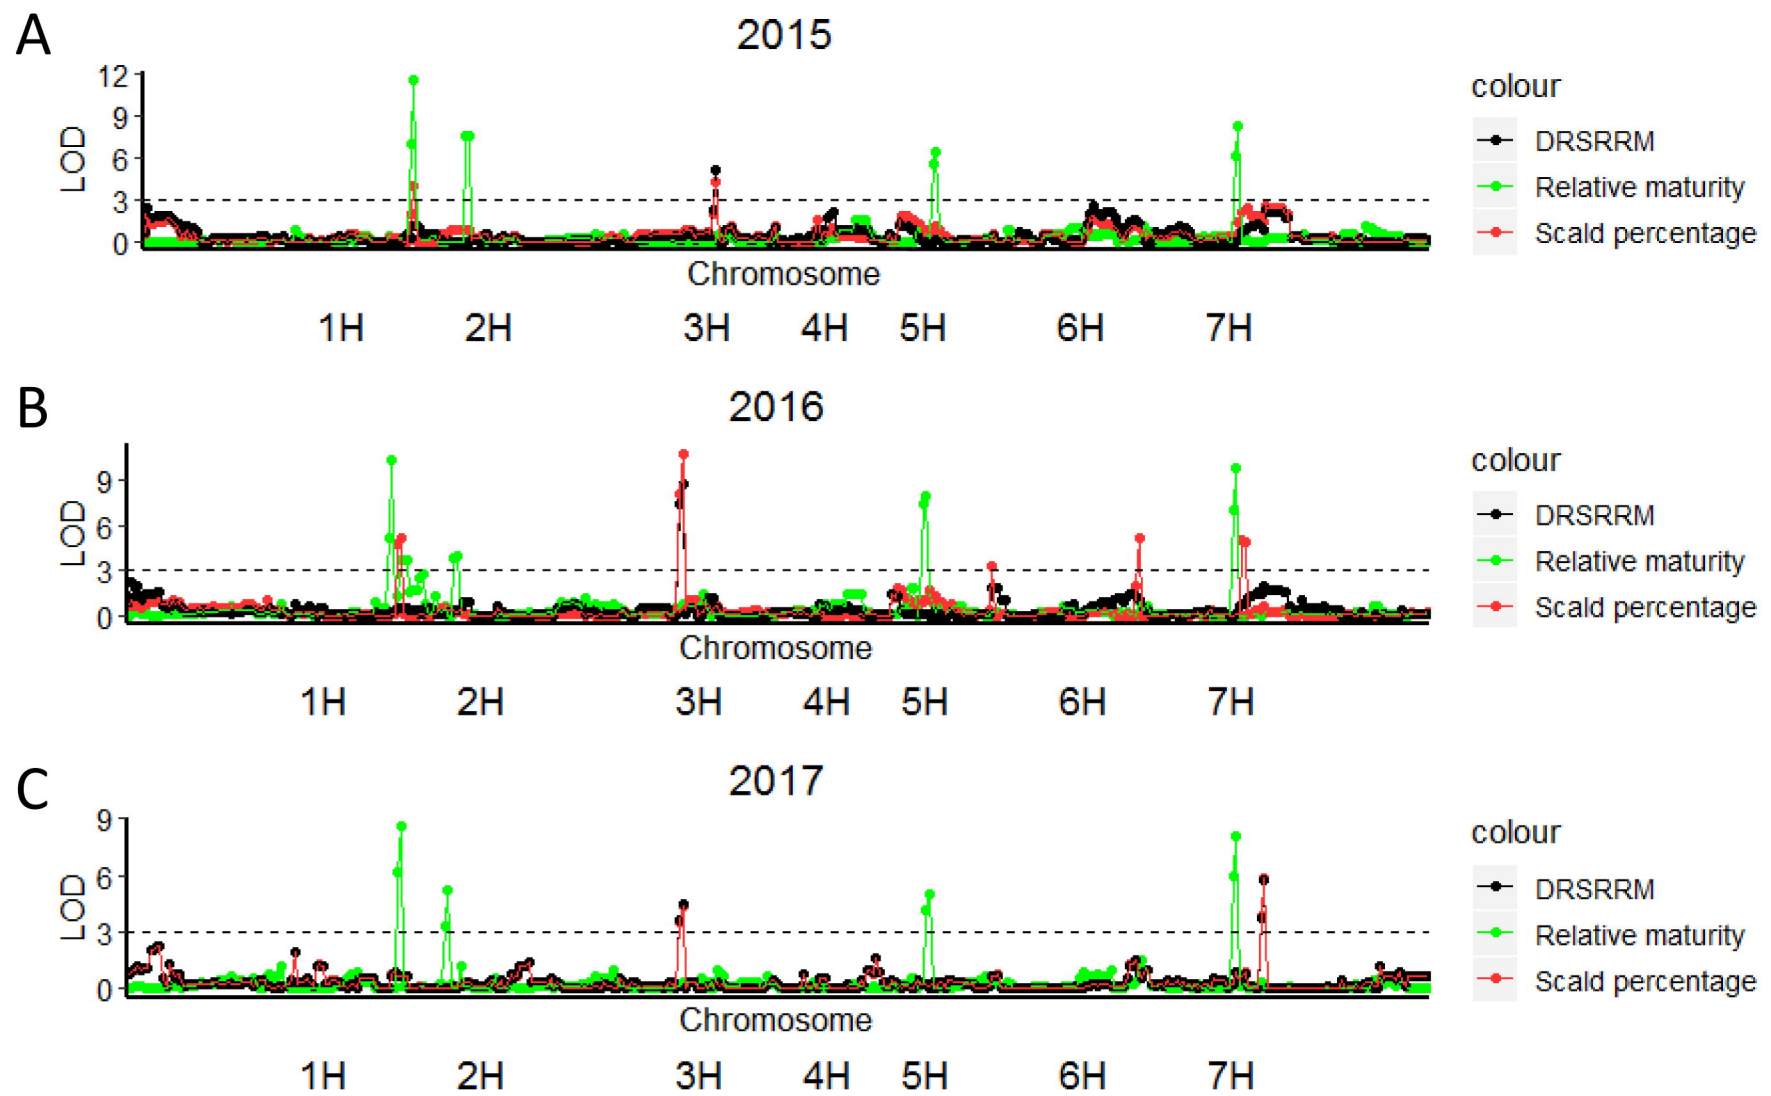 A
2015
12
9
6
3
0
LOD
Chromosome
1H 2H 3H 4H 5H 6H 7H
colour
DRSRRM
Relative maturity
Scald percentage
B
2016
9
6
3
0
LOD
Chromosome
1H 2H 3H 4H 5H 6H 7H
colour
DRSRRM
Relative maturity
Scald percentage
C
2017
9
6
3
0
LOD
Chromosome
1H 2H 3H 4H 5H 6H 7H
colour
DRSRRM
Relative maturity
Scald percentage